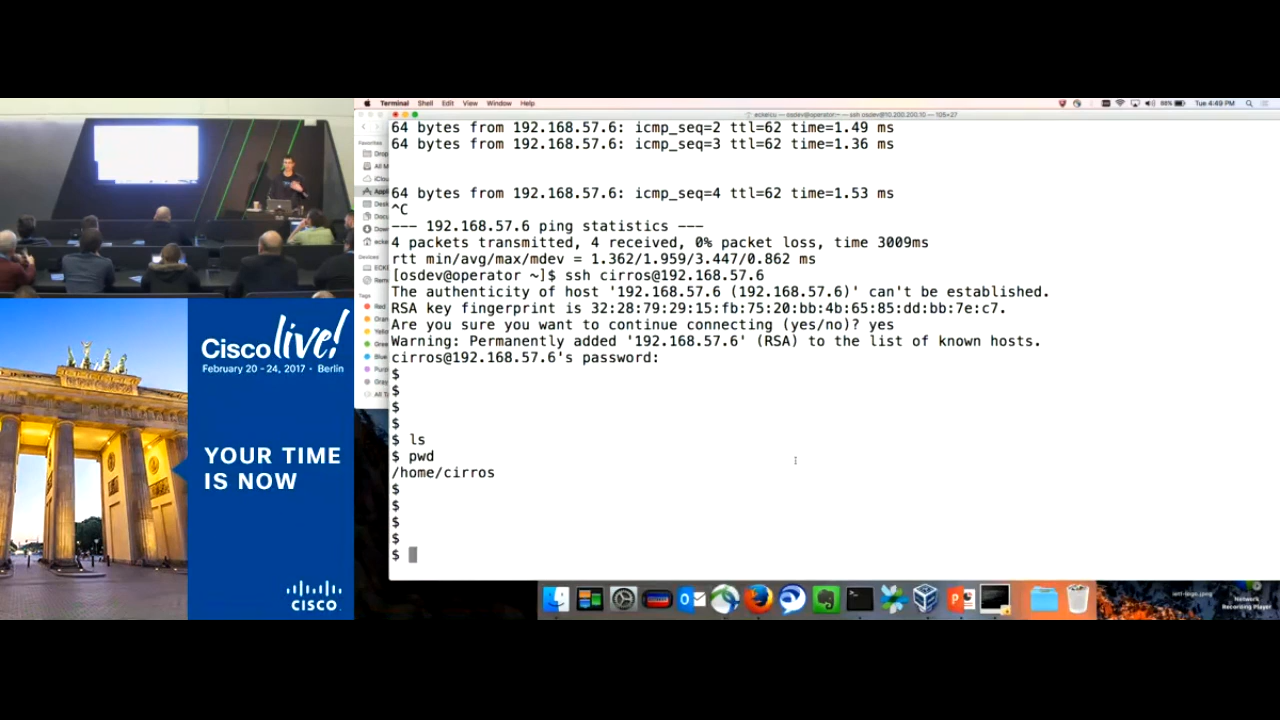 Terminal Shell Edit View Window Help
Tue 4:49 PM
64 bytes from 192.168.57.6: icmp_seq=2 ttl=62 time=1.49 ms
64 bytes from 192.168.57.6: icmp_seq=3 ttl=62 time=1.36 ms
64 bytes from 192.168.57.6: icmp_seq=4 ttl=62 time=1.53 ms
^C
--- 192.168.57.6 ping statistics ---
4 packets transmitted, 4 received, 0% packet loss, time 3009ms
rtt min/avg/max/mdev = 1.362/1.959/3.447/0.862 ms
[osdev@operator ~]$ ssh cirros@192.168.57.6
The authenticity of host '192.168.57.6 (192.168.57.6)' can't be established.
RSA key fingerprint is 32:28:79:29:15:fb:75:20:bb:4b:65:85:dd:bb:7e:c7.
Are you sure you want to continue connecting (yes/no)? yes
Warning: Permanently added '192.168.57.6' (RSA) to the list of known hosts.
cirros@192.168.57.6's password:
$
$
$
$
$ ls
$ pwd
/home/cirros
$
$
$
$
$
Favorites
Devices
Tags
Red
Network
Recording Player
Cisco live!
February 20 - 24, 2017 • Berlin
YOUR TIME
IS NOW
CISCO